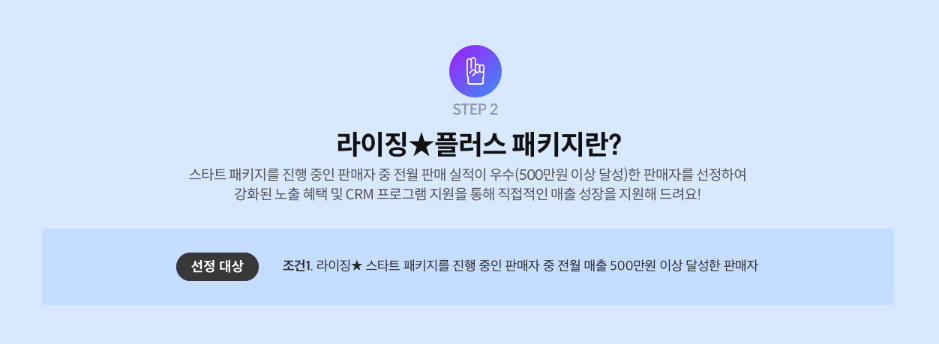 STEP 2
라이징★플러스 패키지란?
스타트 패키지를 진행 중인 판매자 중 전월 판매 실적이 우수(500만원 이상 달성)한 판매자를 선정하여
강화된 노출 혜택 및 CRM 프로그램 지원을 통해 직접적인 매출 성장을 지원해 드려요!
선정 대상 조건1. 라이징★ 스타트 패키지를 진행 중인 판매자 중 전월 매출 500만원 이상 달성한 판매자